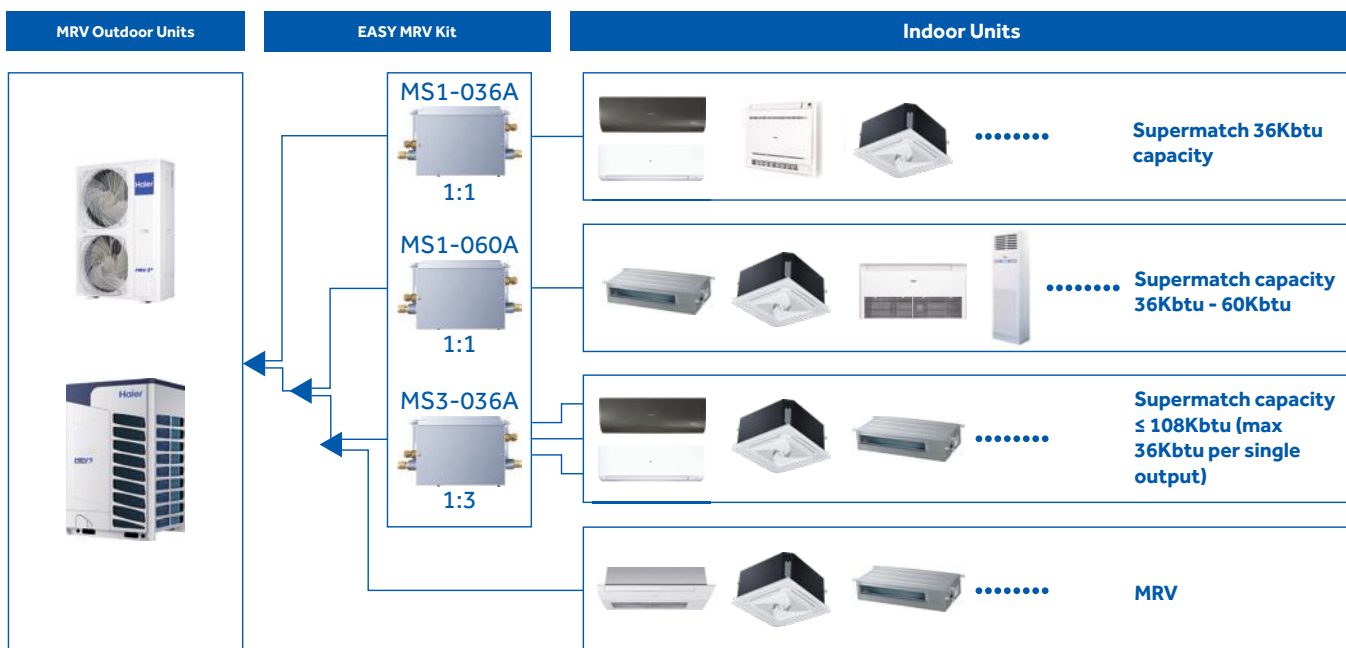 MRV Outdoor Units
EASY MRV Kit
Indoor Units
MS1-036A
1:1
Supermatch 36Kbtu
capacity
Haier
MS1-060A
1:1
Supermatch capacity
36Kbtu - 60Kbtu
Haier
MS3-036A
1:3
Supermatch capacity
≤ 108Kbtu (max
36Kbtu per single
output)
MRV